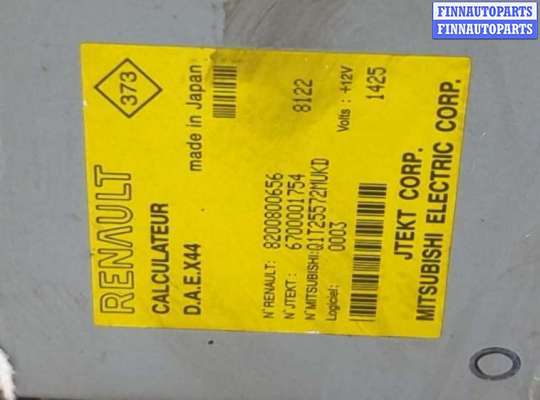 FINNAUTOPARTS
FINNAUTOPARTS
RENAULT
373
CALCULATEUR
made in Japan
D.A.E.X44
N°RENAULT: 8200800656
8122
N°JTEKT: 6700001754
N°MITSUBISHI:Q1T25572MUKD
Volts: +12V
Logiciel: 0003
1425
JTEKT CORP.
MITSUBISHI ELECTRIC CORP.